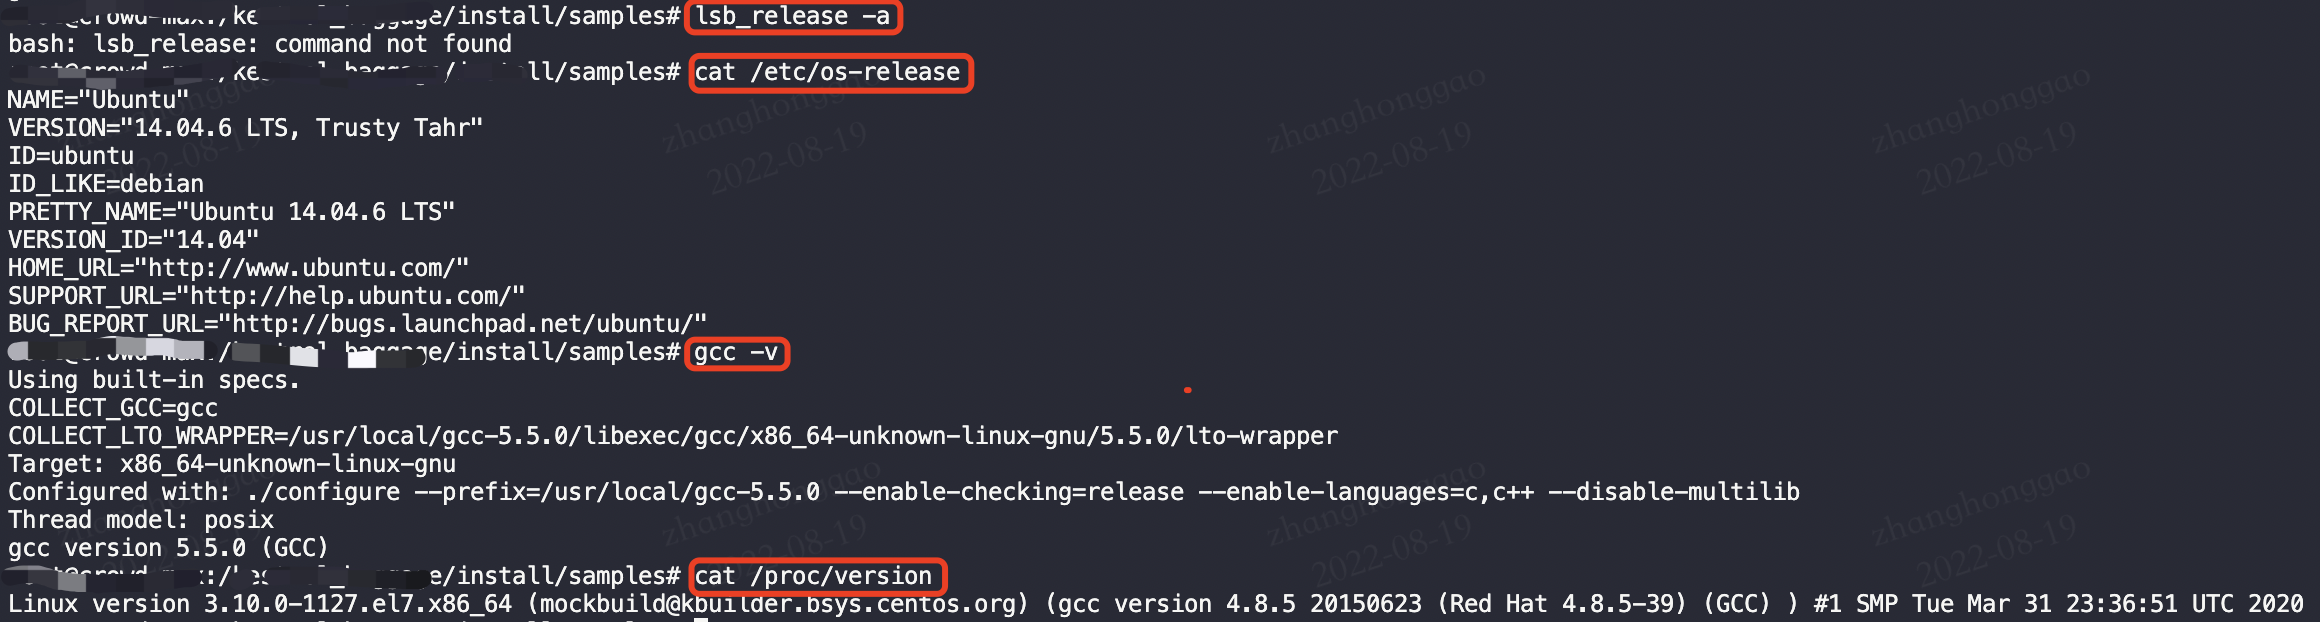 /install/samples# lsb_release -a
bash: lsb_release: command not found
/install/samples# cat /etc/os-release
NAME="Ubuntu"
VERSION="14.04.6 LTS, Trusty Tahr"
ID=ubuntu
ID_LIKE=debian
PRETTY_NAME="Ubuntu 14.04.6 LTS"
VERSION_ID="14.04"
HOME_URL="http://www.ubuntu.com/"
SUPPORT_URL="http://help.ubuntu.com/"
BUG_REPORT_URL="http://bugs.launchpad.net/ubuntu/"
/install/samples# gcc -v
Using built-in specs.
COLLECT_GCC=gcc
COLLECT_LTO_WRAPPER=/usr/local/gcc-5.5.0/libexec/gcc/x86_64-unknown-linux-gnu/5.5.0/lto-wrapper
Target: x86_64-unknown-linux-gnu
Configured with: ./configure --prefix=/usr/local/gcc-5.5.0 --enable-checking=release --enable-languages=c,c++ --disable-multilib
Thread model: posix
gcc version 5.5.0 (GCC)
/install/samples# cat /proc/version
Linux version 3.10.0-1127.el7.x86_64 (mockbuild@kbuilder.bsys.centos.org) (gcc version 4.8.5 20150623 (Red Hat 4.8.5-39) (GCC) ) #1 SMP Tue Mar 31 23:36:51 UTC 2020
zhanghonggao
2022-08-19
zhanghonggao
2022-08-19
zhanghonggao
2022-08-19
zhanghonggao
2022-08-19
zhanghonggao
2022-08-19
zhanghonggao
2022-08-19